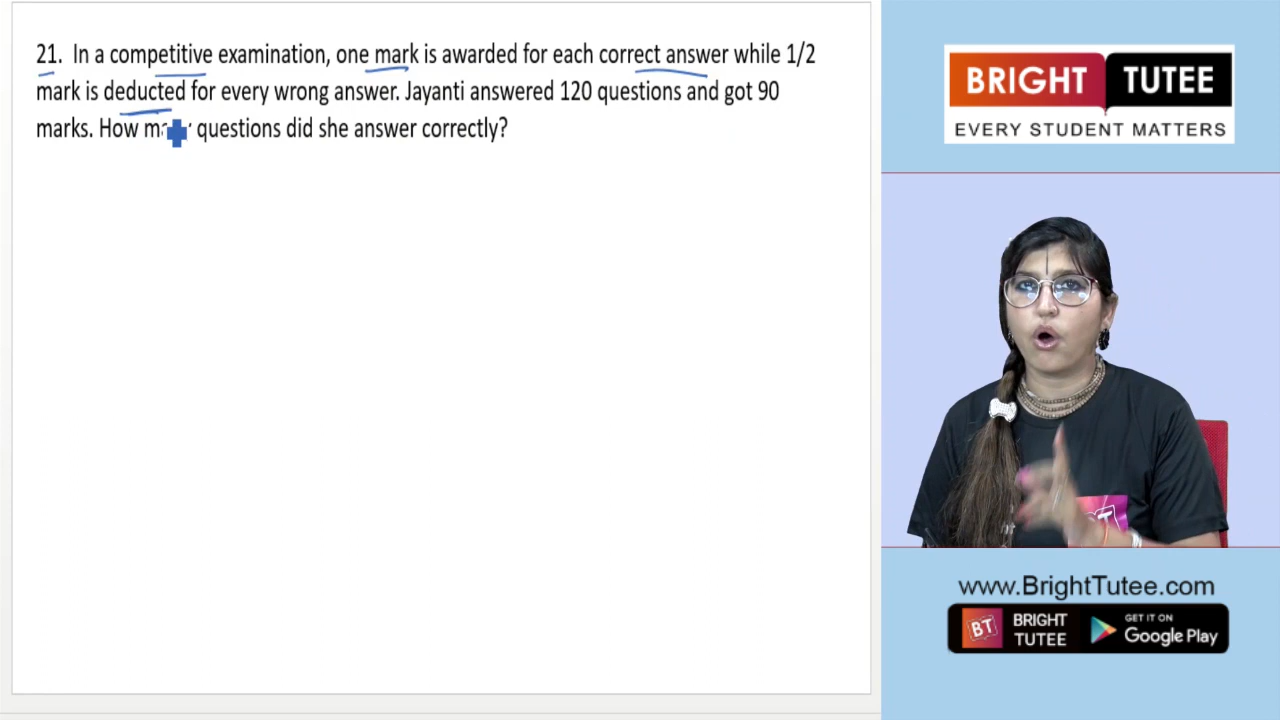 21. In a competitive examination, one mark is awarded for each correct answer while 1/2
mark is deducted for every wrong answer. Jayanti answered 120 questions and got 90
marks. How questions did she answer correctly?
BRIGHT TUTEE
EVERY STUDENT MATTERS
www.BrightTutee.com
BT BRIGHT TUTEE
GET IT ON
Google Play